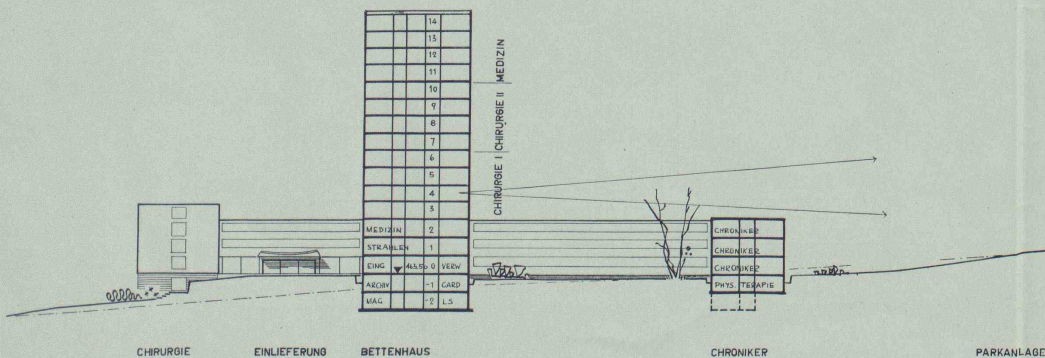 14
13
12
11
10
9
8
7
6
5
4
3
MEDIZIN 2
STRAHLEN 1
EING 463.50 0 VERW
ARCHIV -1 GARD
MAG -2 L.S
MEDIZIN
CHIRURGIE II
CHIRURGIE I
CHRONIKER
CHRONIKER
CHRONIKER
PHYS. TERAPIE
CHIRURGIE EINLIEFERUNG BETTENHAUS CHRONIKER PARKANLAGE